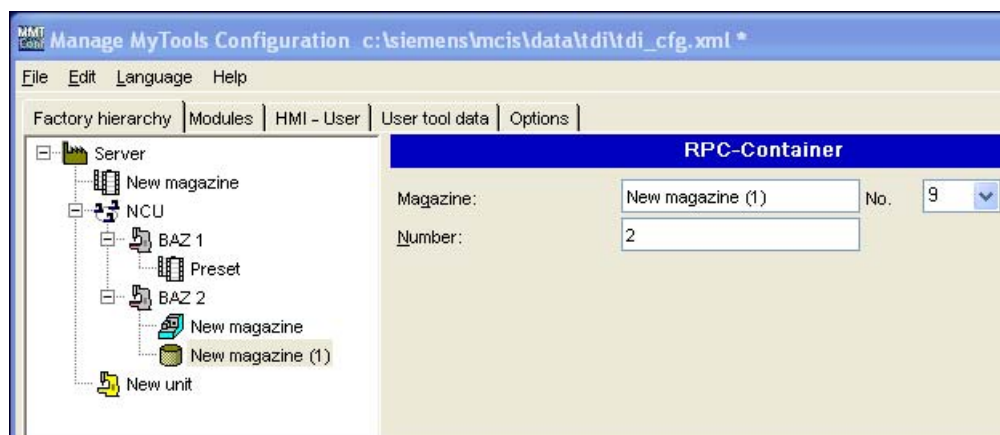 MMT Conf Manage MyTools Configuration c:\siemens\mcis\data\tdi\tdi_cfg.xml *
File Edit Language Help
Factory hierarchy Modules HMI - User User tool data Options
Server
New magazine
NCU
BAZ 1
Preset
BAZ 2
New magazine
New magazine (1)
New unit
RPC-Container
Magazine: New magazine (1) No. 9
Number: 2